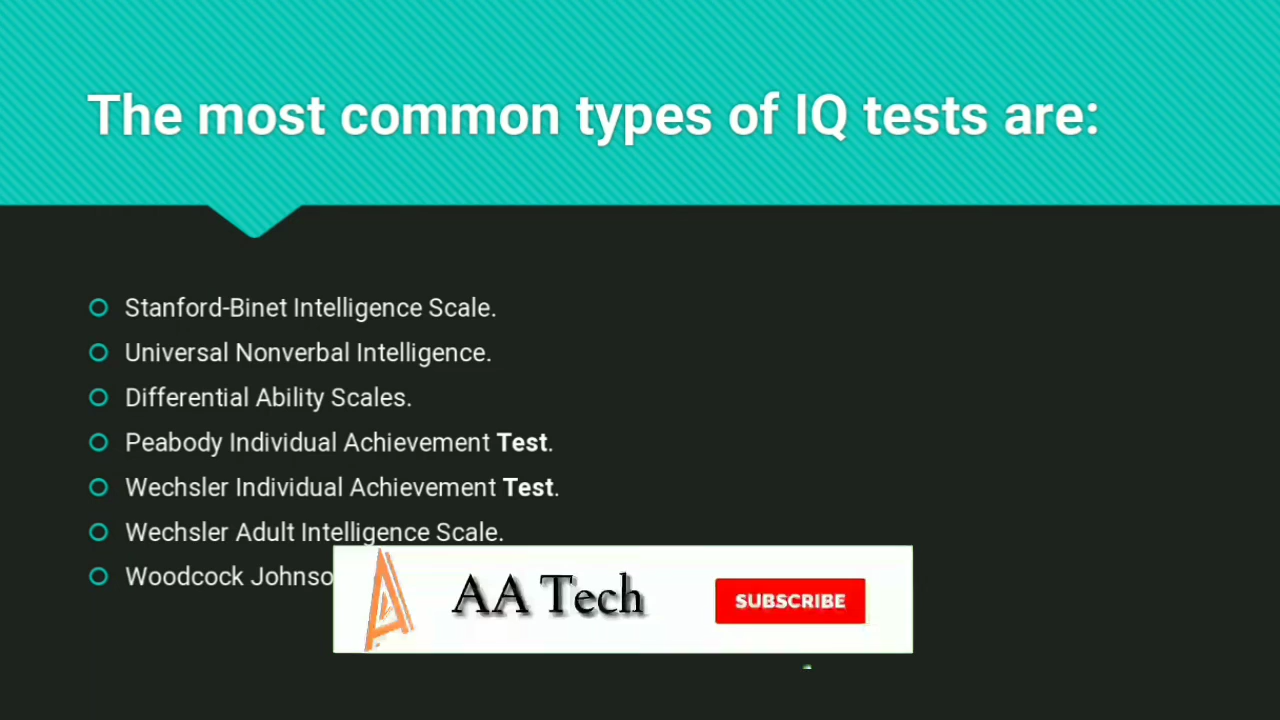 The most common types of IQ tests are:
Stanford-Binet Intelligence Scale.
Universal Nonverbal Intelligence.
Differential Ability Scales.
Peabody Individual Achievement Test.
Wechsler Individual Achievement Test.
Wechsler Adult Intelligence Scale.
Woodcock
AA Tech
SUBSCRIBE